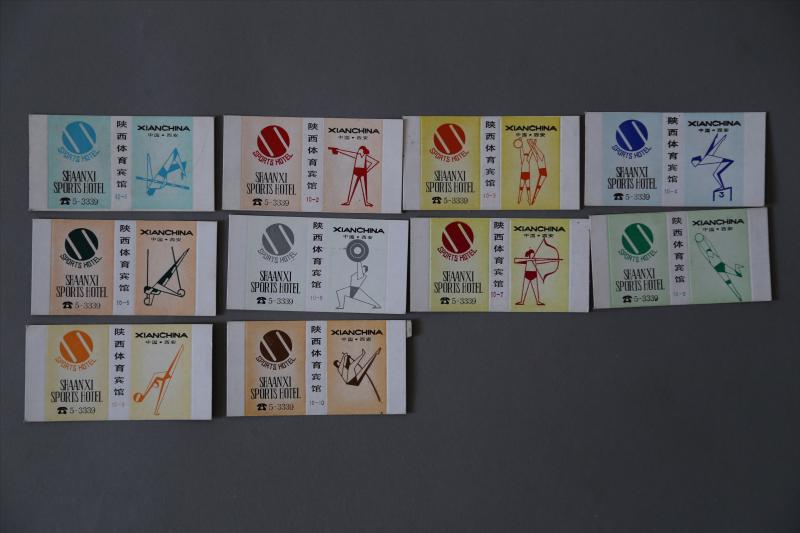 SPORTS HOTEL
SHAANXI
SPORTS HOTEL
☎ 5-3339
陕西体育宾馆
10-1
XIANCHINA
中国•西安
SPORTS HOTEL
SHAANXI
SPORTS HOTEL
☎ 5-3339
陕西体育宾馆
10-2
XIANCHINA
中国•西安
SPORTS HOTEL
SHAANXI
SPORTS HOTEL
☎ 5-3339
陕西体育宾馆
10-3
XIANCHINA
中国•西安
SPORTS HOTEL
SHAANXI
SPORTS HOTEL
☎ 5-3339
陕西体育宾馆
10-4
XIANCHINA
中国•西安
3
SPORTS HOTEL
SHAANXI
SPORTS HOTEL
☎ 5-3339
陕西体育宾馆
10-5
XIANCHINA
中国•西安
SPORTS HOTEL
SHAANXI
SPORTS HOTEL
☎ 5-3339
陕西体育宾馆
10-6
XIANCHINA
中国•西安
SPORTS HOTEL
SHAANXI
SPORTS HOTEL
☎ 5-3339
陕西体育宾馆
10-7
XIANCHINA
中国•西安
SPORTS HOTEL
SHAANXI
SPORTS HOTEL
☎ 5-3339
陕西体育宾馆
10-8
XIANCHINA
中国•西安
SPORTS HOTEL
SHAANXI
SPORTS HOTEL
☎ 5-3339
陕西体育宾馆
10-9
XIANCHINA
中国•西安
SPORTS HOTEL
SHAANXI
SPORTS HOTEL
☎ 5-3339
陕西体育宾馆
10-10
XIANCHINA
中国•西安